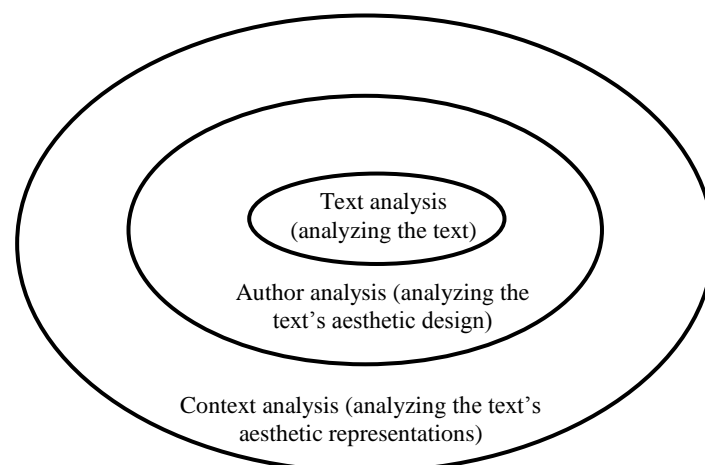 Text analysis
(analyzing the text)
Author analysis (analyzing the
text’s aesthetic design)
Context analysis (analyzing the text’s
aesthetic representations)